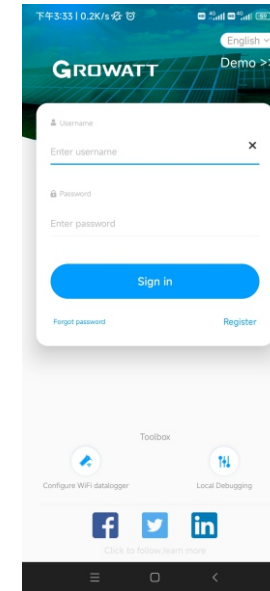 下午3:33 | 0.2K/s
English
GROWATT
Demo >>
Username
Enter username
Password
Enter password
Sign in
Forgot password
Register
Toolbox
Configure WiFi datalogger
Local Debugging
Click to follow,learn more